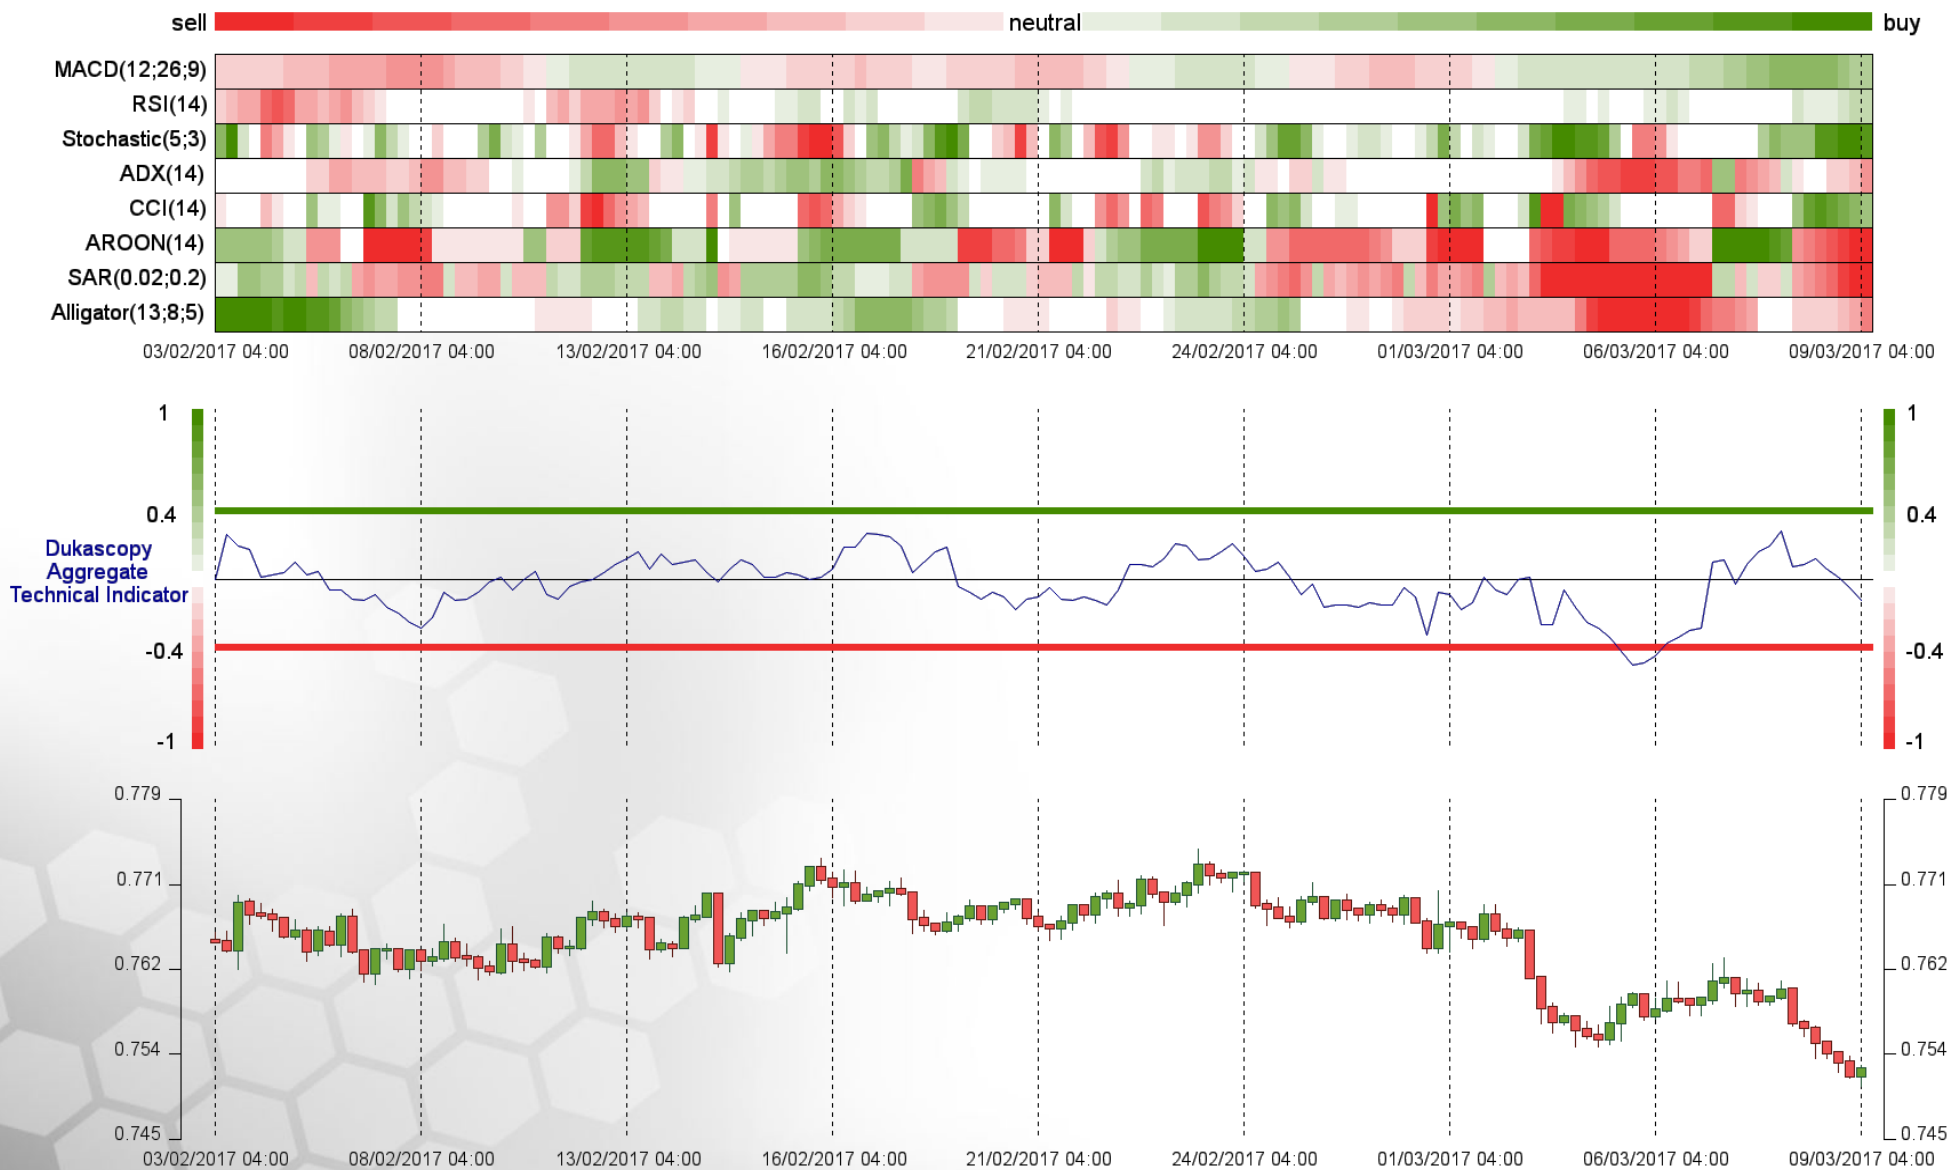 sell neutral buy
MACD(12;26;9)
RSI(14)
Stochastic(5;3)
ADX(14)
CCI(14)
AROON(14)
SAR(0.02;0.2)
Alligator(13;8;5)
03/02/2017 04:00 08/02/2017 04:00 13/02/2017 04:00 16/02/2017 04:00 21/02/2017 04:00 24/02/2017 04:00 01/03/2017 04:00 06/03/2017 04:00 09/03/2017 04:00
1 1
0.4 0.4
Dukascopy
Aggregate
Technical Indicator
-0.4 -0.4
-1 -1
0.779 0.779
0.771 0.771
0.762 0.762
0.754 0.754
0.745 0.745
03/02/2017 04:00 08/02/2017 04:00 13/02/2017 04:00 16/02/2017 04:00 21/02/2017 04:00 24/02/2017 04:00 01/03/2017 04:00 06/03/2017 04:00 09/03/2017 04:00